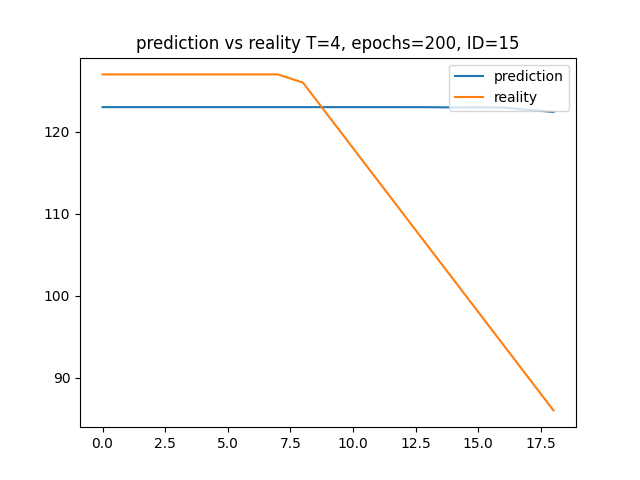 prediction vs reality T=4, epochs=200, ID=15
prediction
reality
120
110
100
90
0.0 2.5 5.0 7.5 10.0 12.5 15.0 17.5